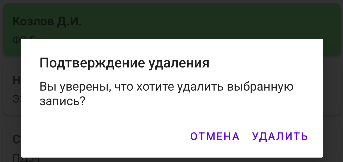 Козлов Д.И.
Подтверждение удаления
Вы уверены, что хотите удалить выбранную
запись?
ОТМЕНА УДАЛИТЬ